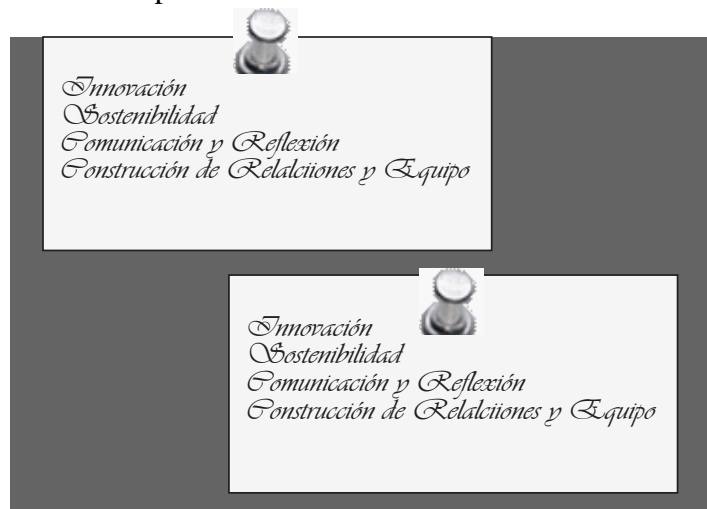 Innovación
Sostenibilidad
Comunicación y Reflexión
Construcción de Relalciiones y Equipo
Innovación
Sostenibilidad
Comunicación y Reflexión
Construcción de Relalciiones y Equipo